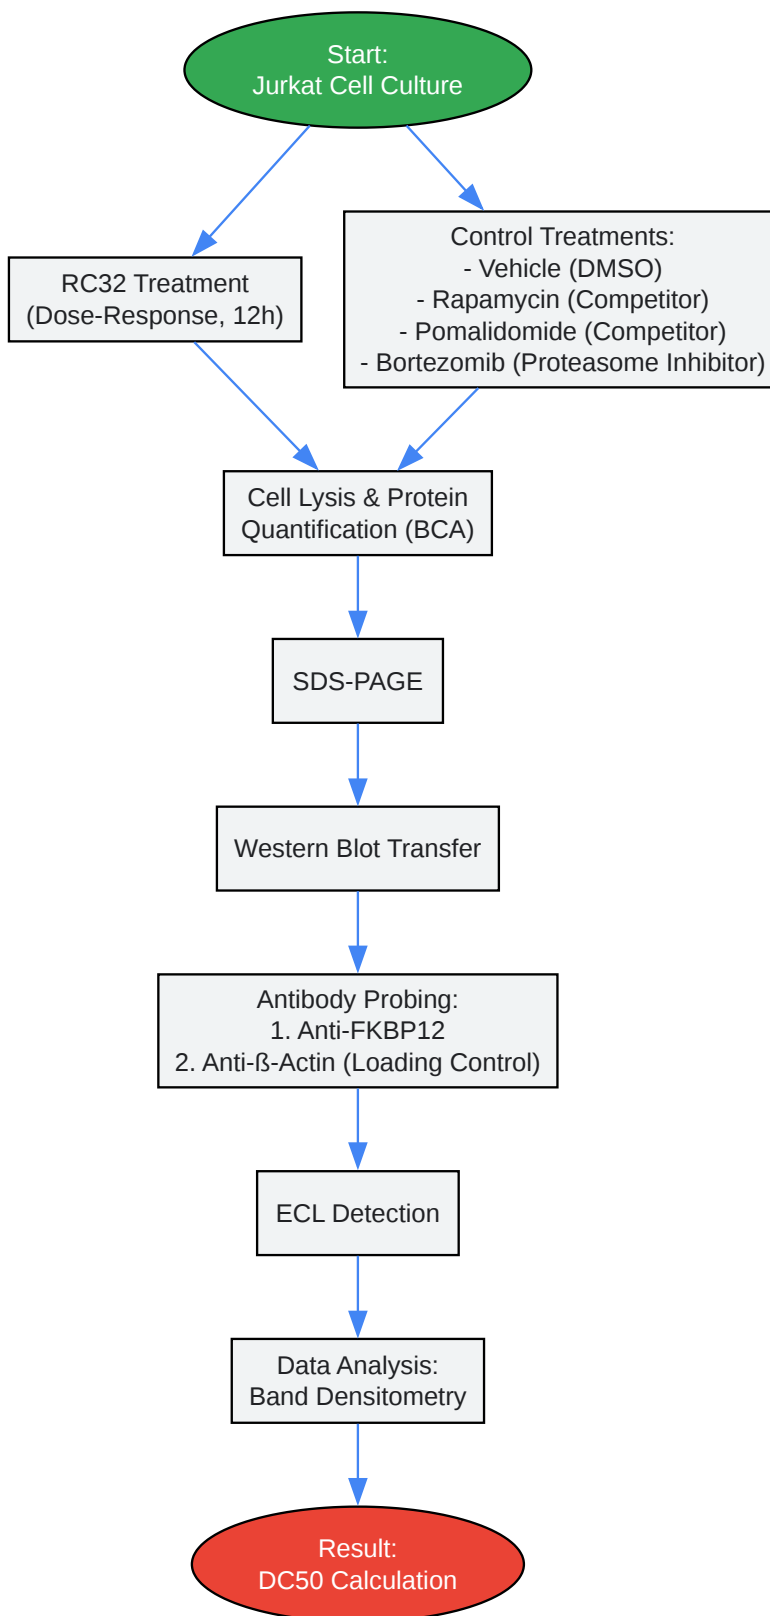 Start:
Jurkat Cell Culture
RC32 Treatment
(Dose-Response, 12h)
Control Treatments:
- Vehicle (DMSO)
- Rapamycin (Competitor)
- Pomalidomide (Competitor)
- Bortezomib (Proteasome Inhibitor)
Cell Lysis & Protein
Quantification (BCA)
SDS-PAGE
Western Blot Transfer
Antibody Probing:
1. Anti-FKBP12
2. Anti-ß-Actin (Loading Control)
ECL Detection
Data Analysis:
Band Densitometry
Result:
DC50 Calculation